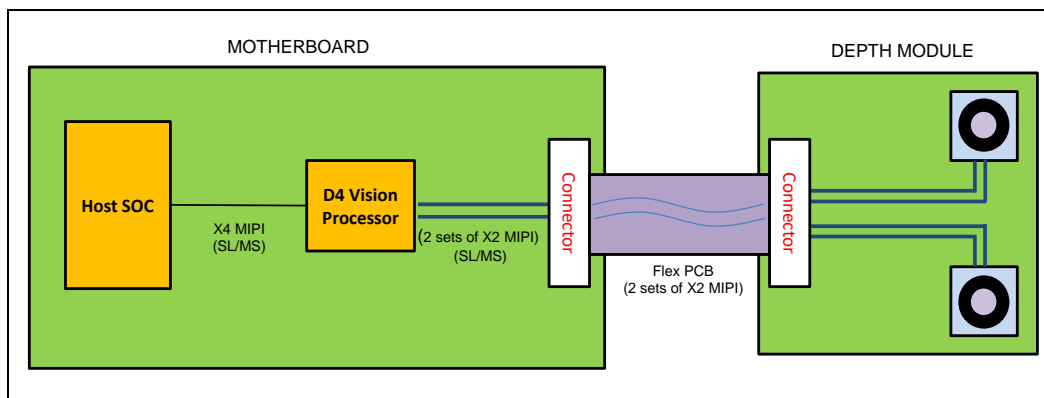 MOTHERBOARD
DEPTH MODULE
Host SOC
X4 MIPI
(SL/MS)
D4 Vision
Processor
(2 sets of X2 MIPI)
(SL/MS)
Connector
Flex PCB
(2 sets of X2 MIPI)
Connector